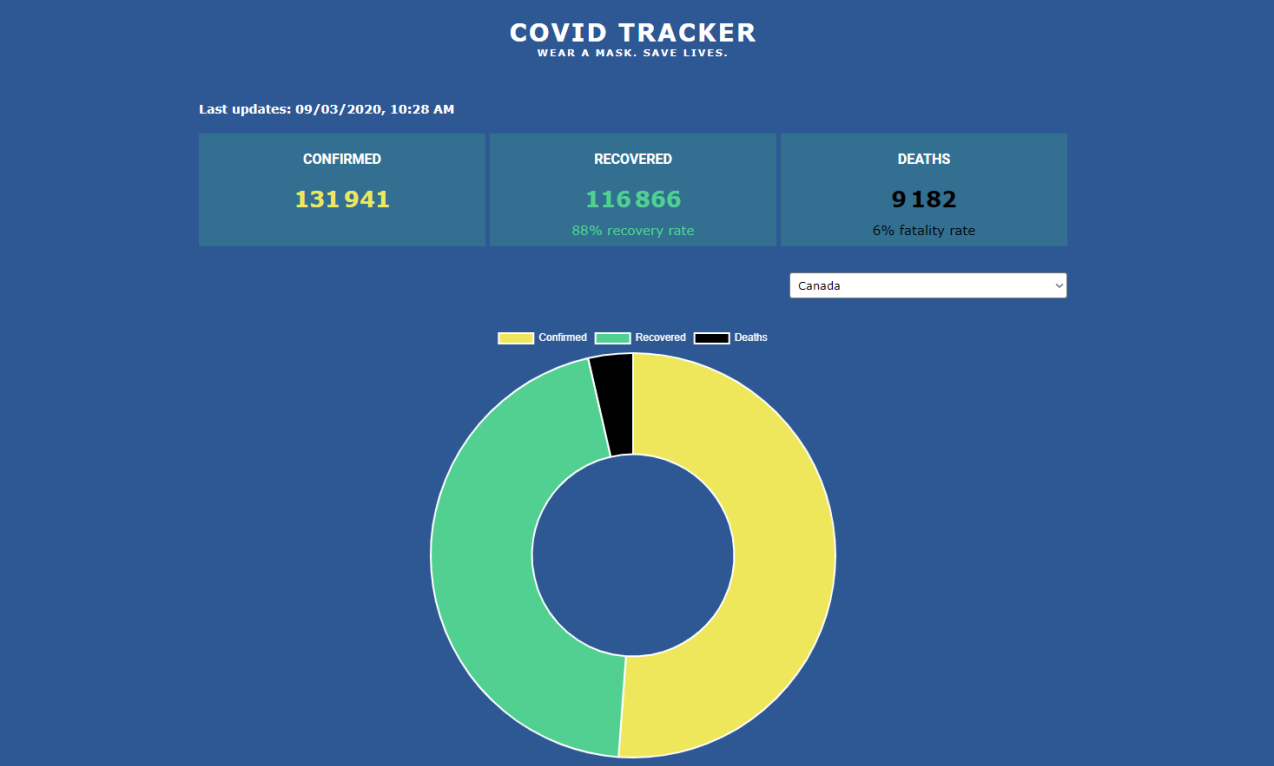 COVID TRACKER
WEAR A MASK. SAVE LIVES.
Last updates: 09/03/2020, 10:28 AM
CONFIRMED
131 941
RECOVERED
116 866
88% recovery rate
DEATHS
9 182
6% fatality rate
Canada
Confirmed Recovered Deaths